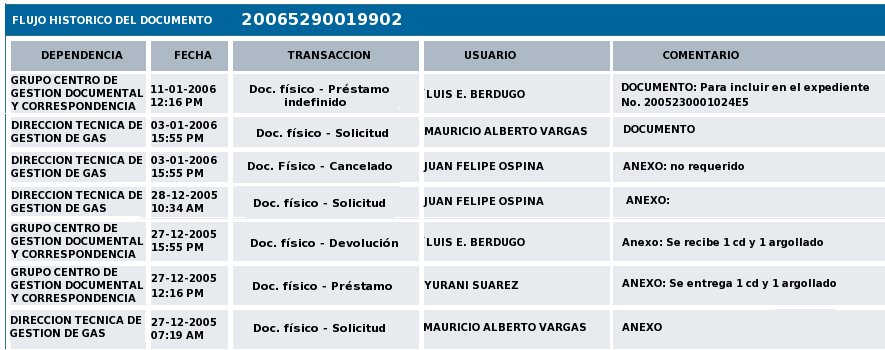 FLUJO HISTORICO DEL DOCUMENTO 20065290019902
DEPENDENCIA FECHA TRANSACCION USUARIO COMENTARIO
GRUPO CENTRO DE
GESTION DOCUMENTAL
Y CORRESPONDENCIA
11-01-2006
12:16 PM
Doc. físico - Préstamo
indefinido
LUIS E. BERDUGO
DOCUMENTO: Para incluir en el expediente
No. 2005230001024E5
DIRECCION TECNICA DE
GESTION DE GAS
03-01-2006
15:55 PM
Doc. físico - Solicitud
MAURICIO ALBERTO VARGAS
DOCUMENTO
DIRECCION TECNICA DE
GESTION DE GAS
03-01-2006
15:55 PM
Doc. Físico - Cancelado
JUAN FELIPE OSPINA
ANEXO: no requerido
DIRECCION TECNICA DE
GESTION DE GAS
28-12-2005
10:34 AM
Doc. físico - Solicitud
JUAN FELIPE OSPINA
ANEXO:
GRUPO CENTRO DE
GESTION DOCUMENTAL
Y CORRESPONDENCIA
27-12-2005
15:55 PM
Doc. físico - Devolución
LUIS E. BERDUGO
Anexo: Se recibe 1 cd y 1 argollado
GRUPO CENTRO DE
GESTION DOCUMENTAL
Y CORRESPONDENCIA
27-12-2005
12:16 PM
Doc. físico - Préstamo
YURANI SUAREZ
ANEXO: Se entrega 1 cd y 1 argollado
DIRECCION TECNICA DE
GESTION DE GAS
27-12-2005
07:19 AM
Doc. físico - Solicitud
MAURICIO ALBERTO VARGAS
ANEXO